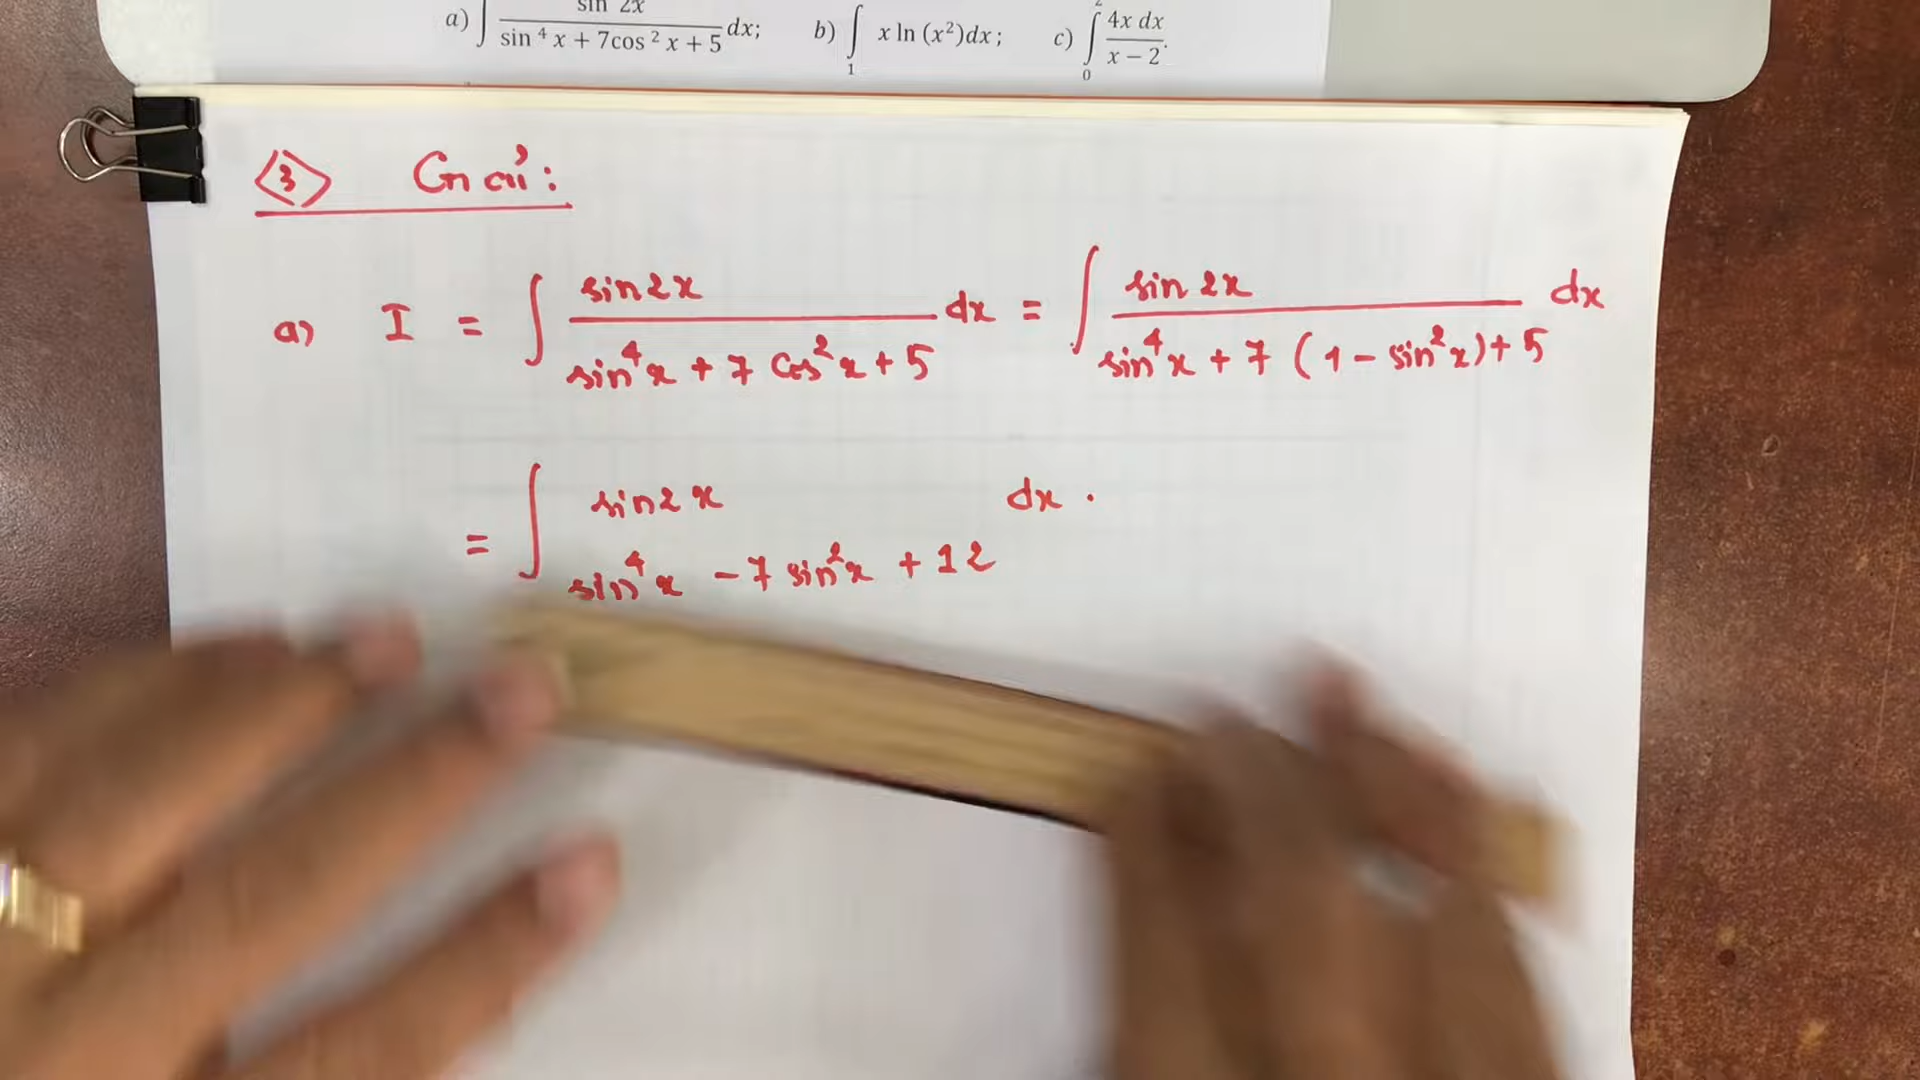 a) ∫ sin 2x / (sin⁴x + 7cos²x + 5) dx; b) ∫₁ x ln (x²)dx; c) ∫₀² 4x dx / (x − 2).
⟨3⟩ Giải:
a) I = ∫ sin2x / (sin⁴x + 7 cos²x + 5) dx = ∫ sin 2x / (sin⁴x + 7 (1 − sin²x) + 5) dx
= ∫ sin2x / (sin⁴x − 7 sin²x + 12) dx .